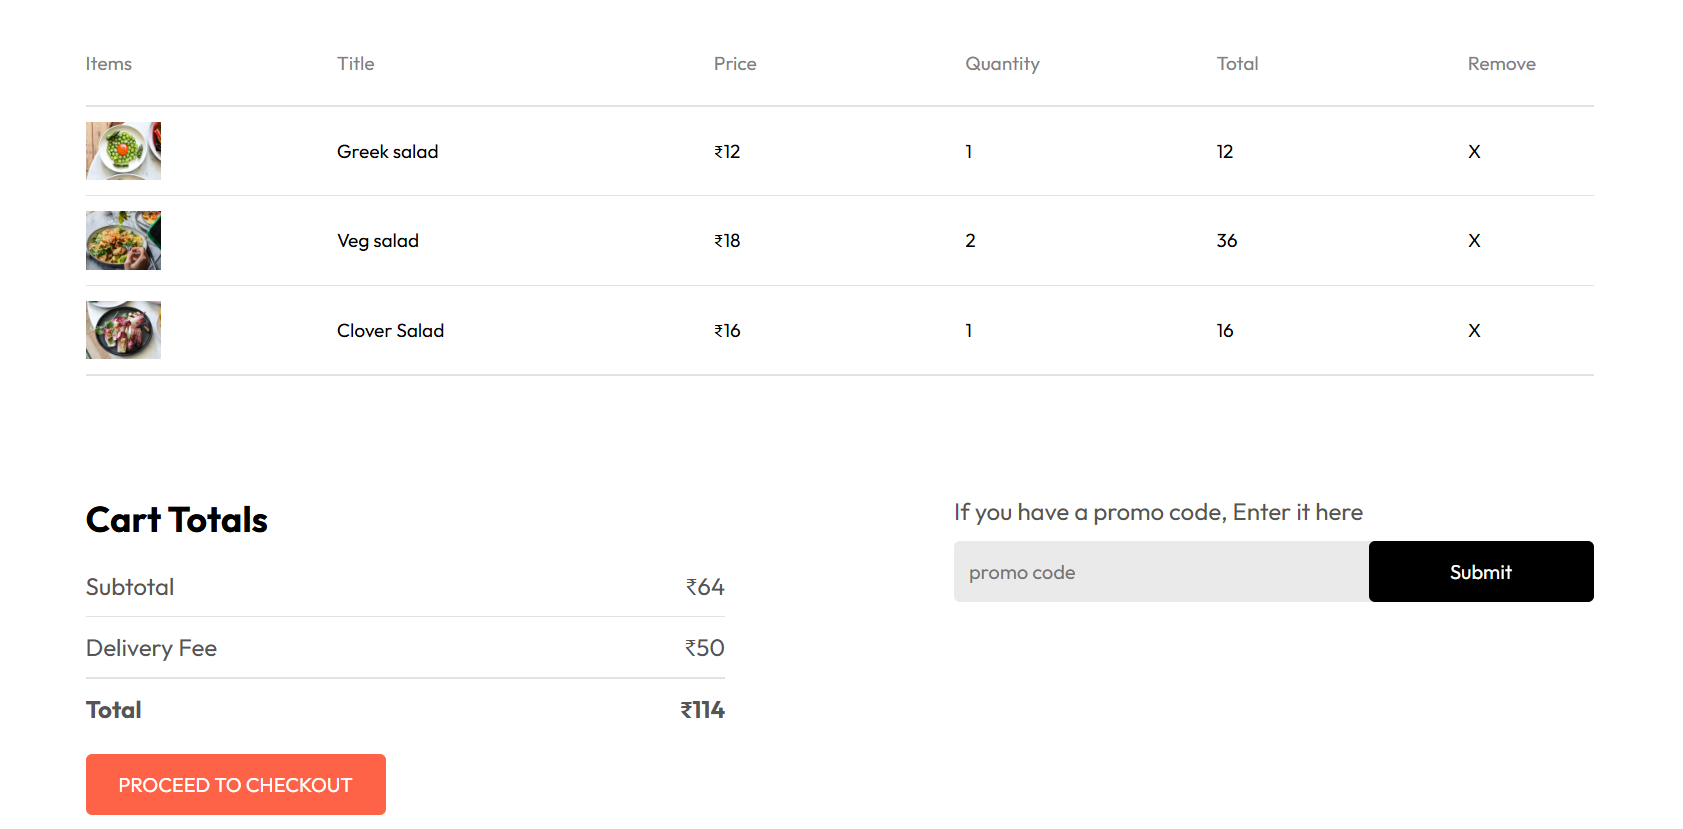 Items Title Price Quantity Total Remove
Greek salad ₹12 1 12 X
Veg salad ₹18 2 36 X
Clover Salad ₹16 1 16 X
Cart Totals
Subtotal ₹64
Delivery Fee ₹50
Total ₹114
PROCEED TO CHECKOUT
If you have a promo code, Enter it here
promo code Submit